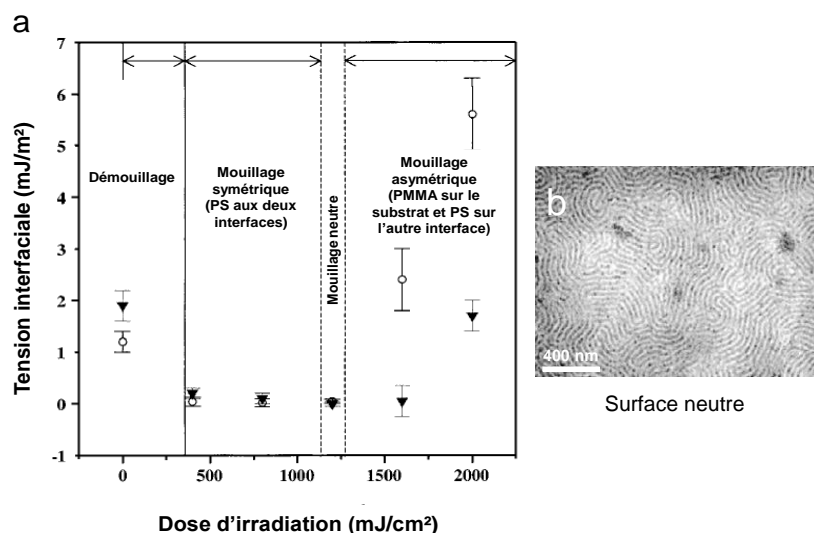 a
7
6
5
4
3
2
1
0
-1
Tension interfaciale (mJ/m²)
Démouillage
Mouillage
symétrique
(PS aux deux
interfaces)
Mouillage neutre
Mouillage
asymétrique
(PMMA sur le
substrat et PS sur
l'autre interface)
0
500
1000
1500
2000
Dose d'irradiation (mJ/cm²)
b
400 nm
Surface neutre